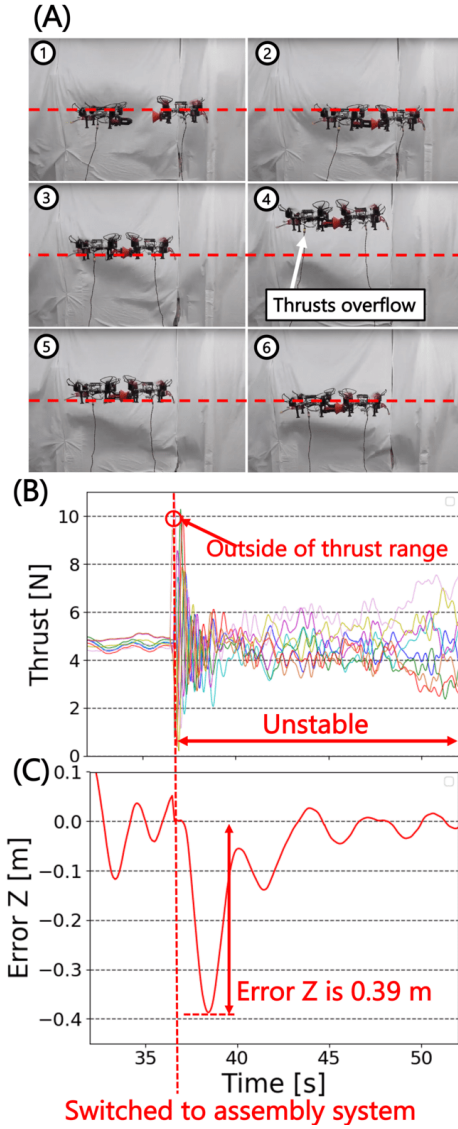 (A)
1
2
3
4
Thrusts overflow
5
6
(B)
Thrust [N]
10
8
6
4
2
0
Outside of thrust range
Unstable
(C)
Error Z [m]
0.1
0.0
−0.1
−0.2
−0.3
−0.4
Error Z is 0.39 m
35
40
45
50
Time [s]
Switched to assembly system